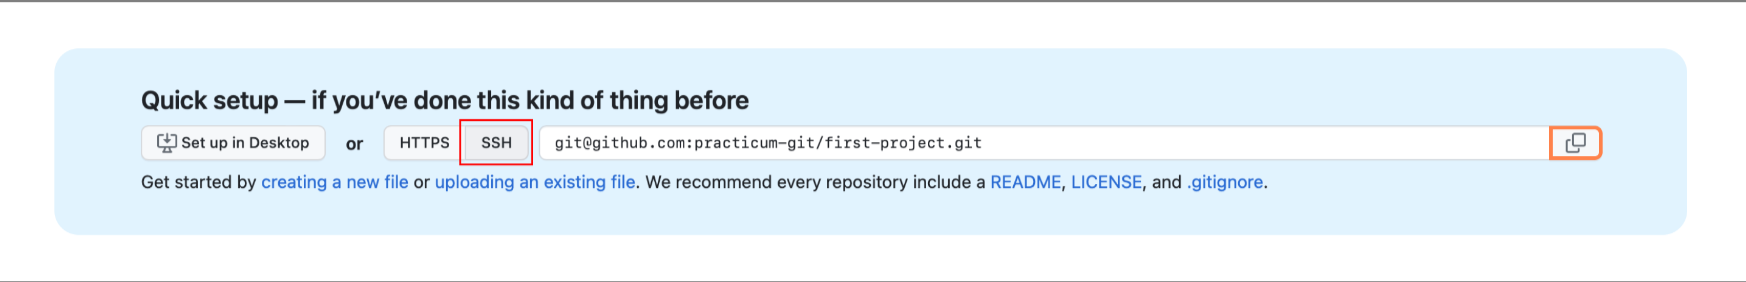 Quick setup — if you’ve done this kind of thing before
Set up in Desktop or HTTPS SSH git@github.com:practicum-git/first-project.git
Get started by creating a new file or uploading an existing file. We recommend every repository include a README, LICENSE, and .gitignore.